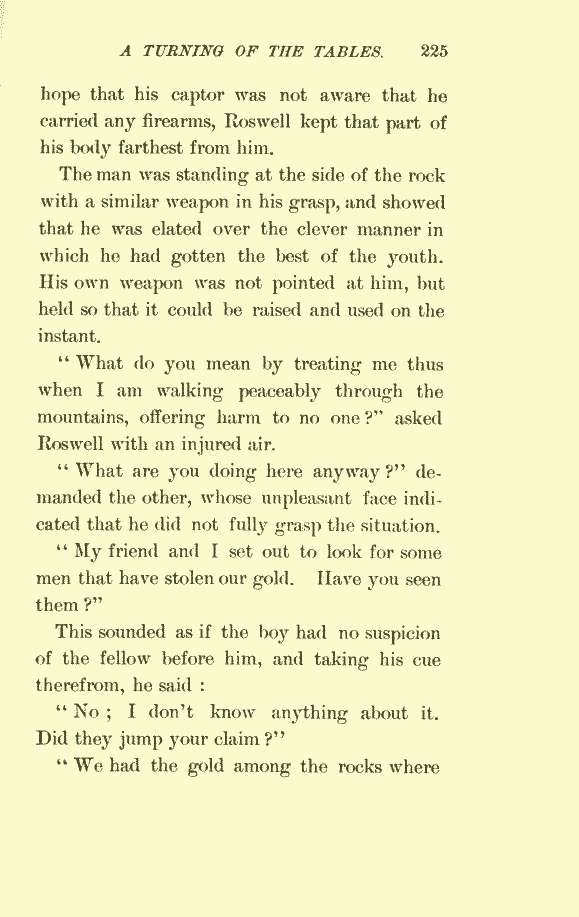 A TURNING OF THE TABLES. 225
hope that his captor was not aware that he
carried any firearms, Roswell kept that part of
his body farthest from him.
The man was standing at the side of the rock
with a similar weapon in his grasp, and showed
that he was elated over the clever manner in
which he had gotten the best of the youth.
His own weapon was not pointed at him, but
held so that it could be raised and used on the
instant.
“ What do you mean by treating me thus
when I am walking peaceably through the
mountains, offering harm to no one ?” asked
Roswell with an injured air.
“ What are you doing here anyway ?” de-
manded the other, whose unpleasant face indi-
cated that he did not fully grasp the situation.
“ My friend and I set out to look for some
men that have stolen our gold. Have you seen
them ?”
This sounded as if the boy had no suspicion
of the fellow before him, and taking his cue
therefrom, he said :
“ No ; I don’t know anything about it.
Did they jump your claim ?”
“ We had the gold among the rocks where